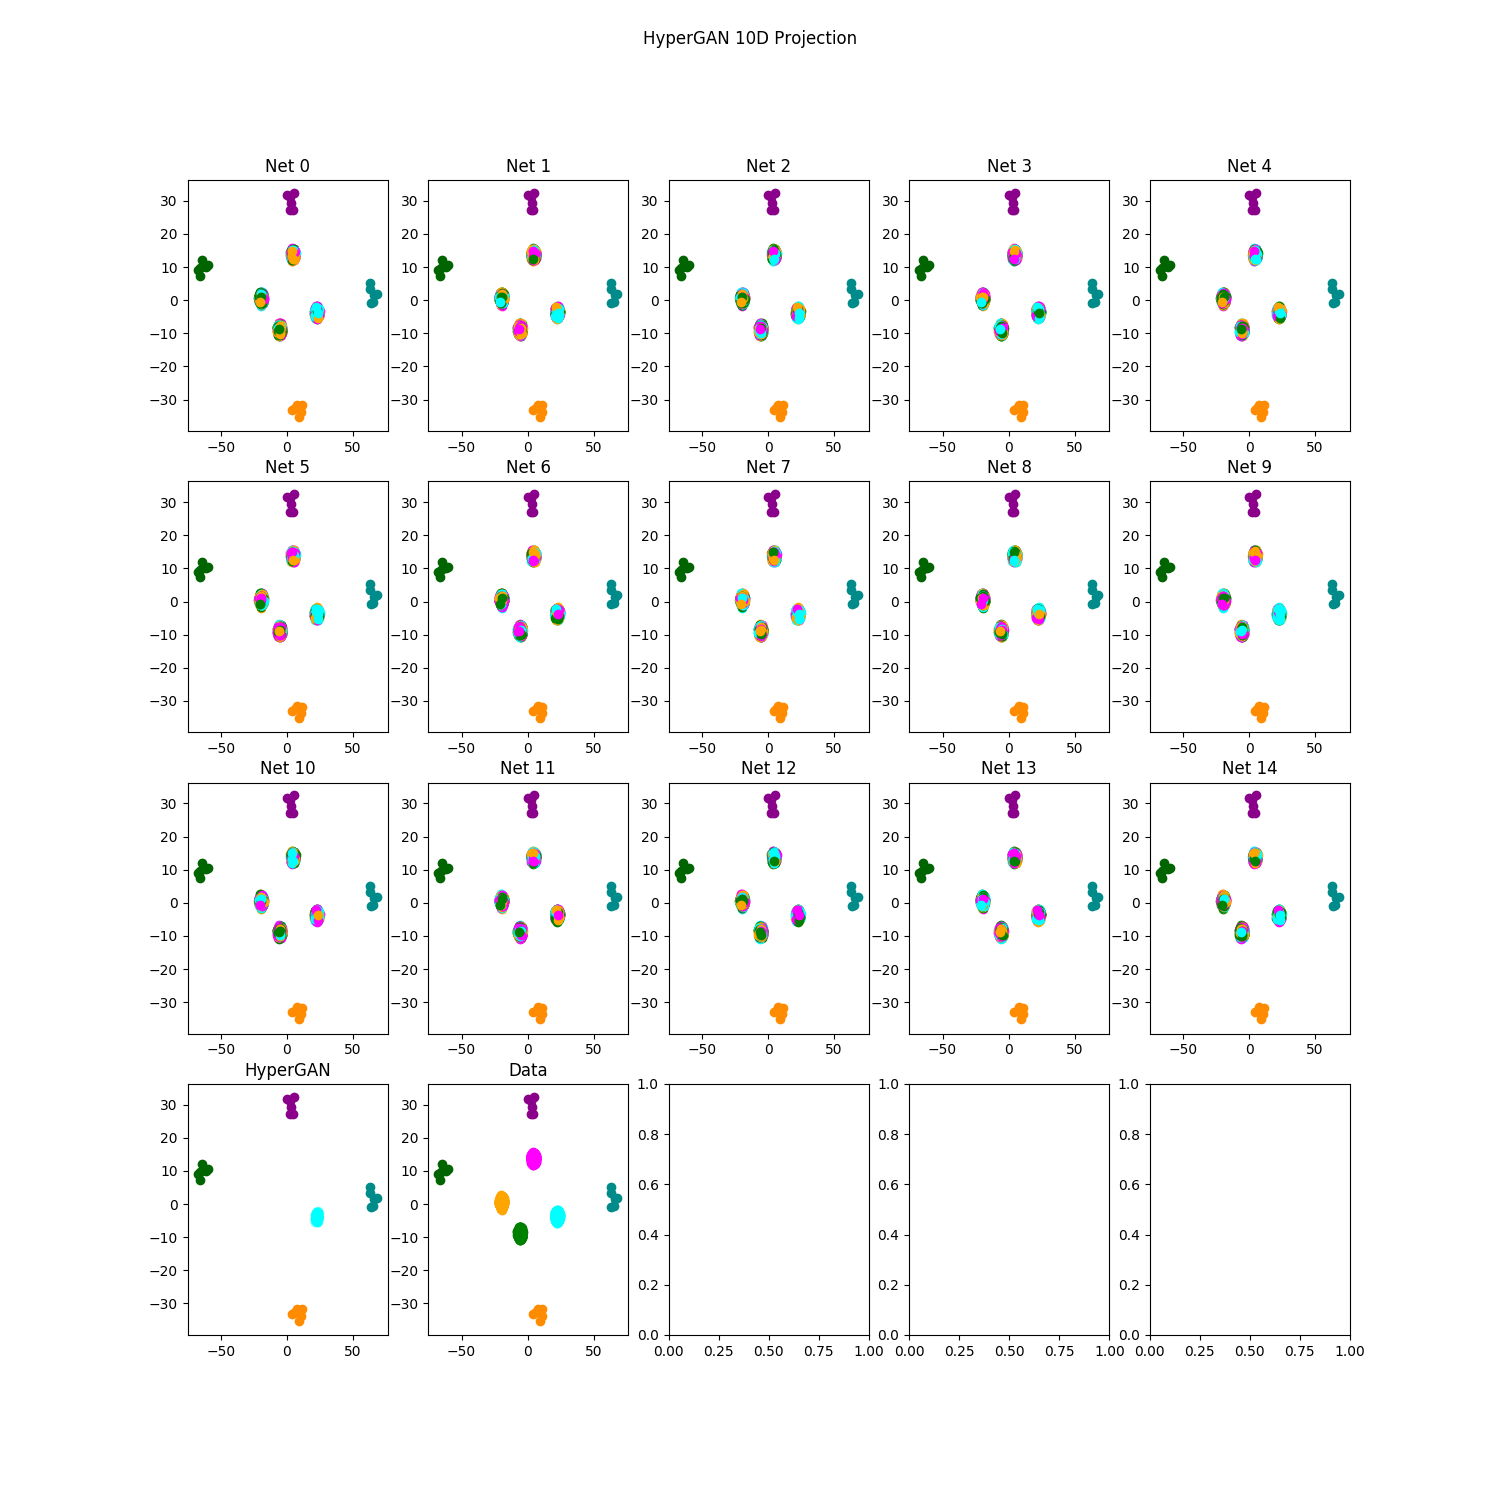 HyperGAN 10D Projection
Net 0 Net 1 Net 2 Net 3 Net 4
30 30 30 30 30
20 20 20 20 20
10 10 10 10 10
0 0 0 0 0
−10 −10 −10 −10 −10
−20 −20 −20 −20 −20
−30 −30 −30 −30 −30
−50 0 50 −50 0 50 −50 0 50 −50 0 50 −50 0 50
Net 5 Net 6 Net 7 Net 8 Net 9
30 30 30 30 30
20 20 20 20 20
10 10 10 10 10
0 0 0 0 0
−10 −10 −10 −10 −10
−20 −20 −20 −20 −20
−30 −30 −30 −30 −30
−50 0 50 −50 0 50 −50 0 50 −50 0 50 −50 0 50
Net 10 Net 11 Net 12 Net 13 Net 14
30 30 30 30 30
20 20 20 20 20
10 10 10 10 10
0 0 0 0 0
−10 −10 −10 −10 −10
−20 −20 −20 −20 −20
−30 −30 −30 −30 −30
−50 0 50 −50 0 50 −50 0 50 −50 0 50 −50 0 50
HyperGAN Data
1.0 1.0 1.0
30 30
20 20
0.8 0.8 0.8
10 10
0.6 0.6 0.6
0 0
0.4 0.4 0.4
−10 −10
−20 −20
0.2 0.2 0.2
−30 −30
0.0 0.0 0.0
−50 0 50 −50 0 50 0.00 0.25 0.50 0.75 1.00 0.00 0.25 0.50 0.75 1.00 0.00 0.25 0.50 0.75 1.00